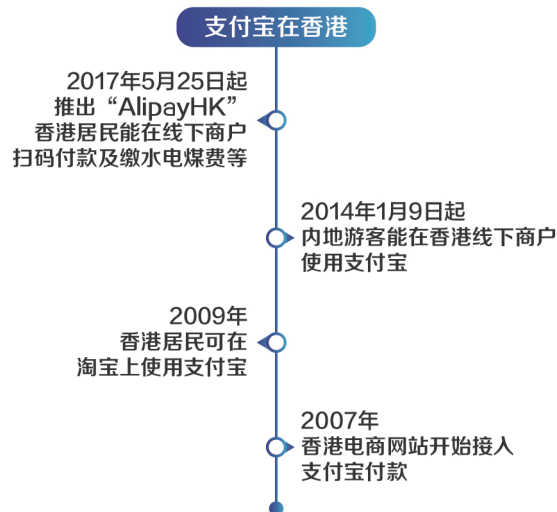 支付宝在香港
2017年5月25日起
推出“AlipayHK”
香港居民能在线下商户
扫码付款及缴水电煤费等
2014年1月9日起
内地游客能在香港线下商户
使用支付宝
2009年
香港居民可在
淘宝上使用支付宝
2007年
香港电商网站开始接入
支付宝付款